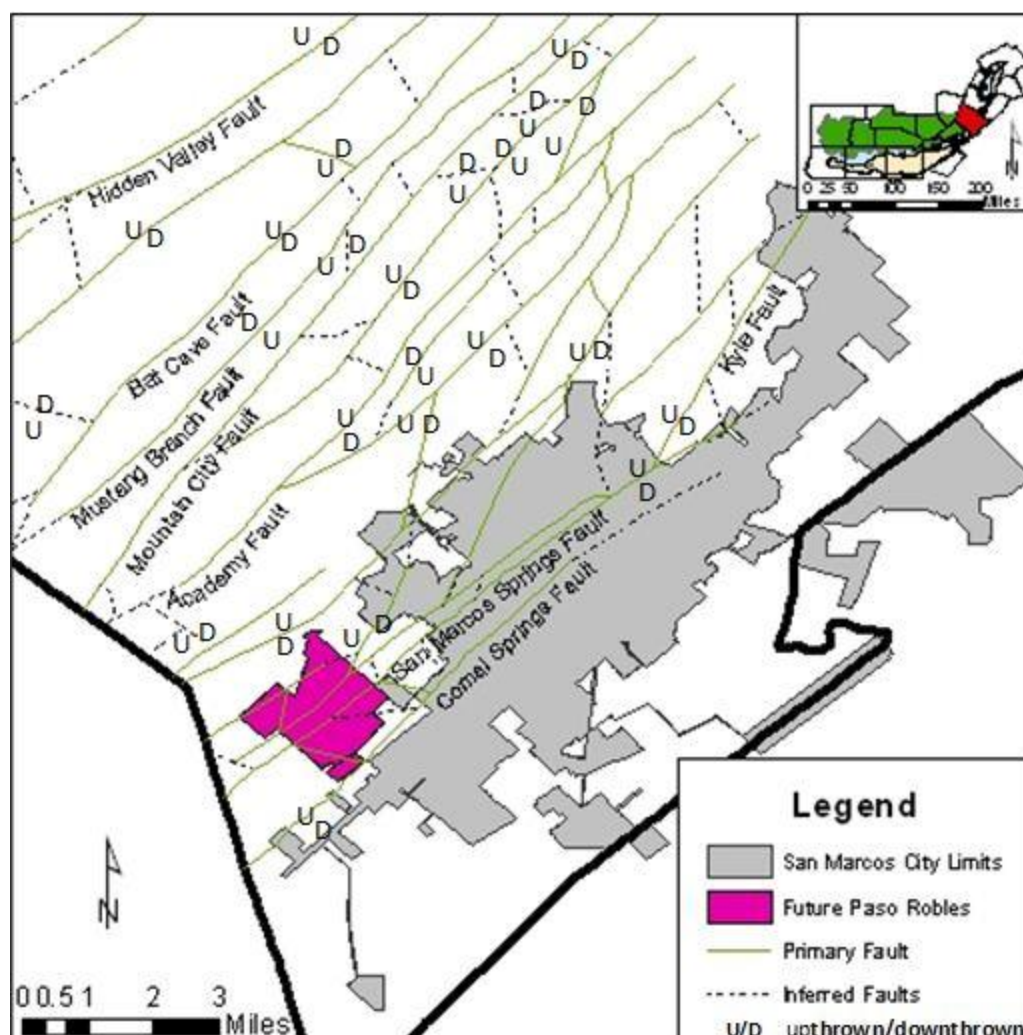 U D
U D
D D
U
U
D
U
D D
U
U
Hidden Valley Fault
0 25 50 100 150 200
Miles
N
U D
U D
D
U
U D
Bat Cave Fault
D
U
U D
D
U
U D
Kyle Fault
D
U
Mustang Branch Fault
U D
U D
U D
Mountain City Fault
U
D
Academy Fault
San Marcos Springs Fault
Comal Springs Fault
U D
U
D
U D
U D
N
0 0.5 1 2 3
Miles
Legend
San Marcos City Limits
Future Paso Robles
Primary Fault
Inferred Faults
U/D upthrown/downthrown